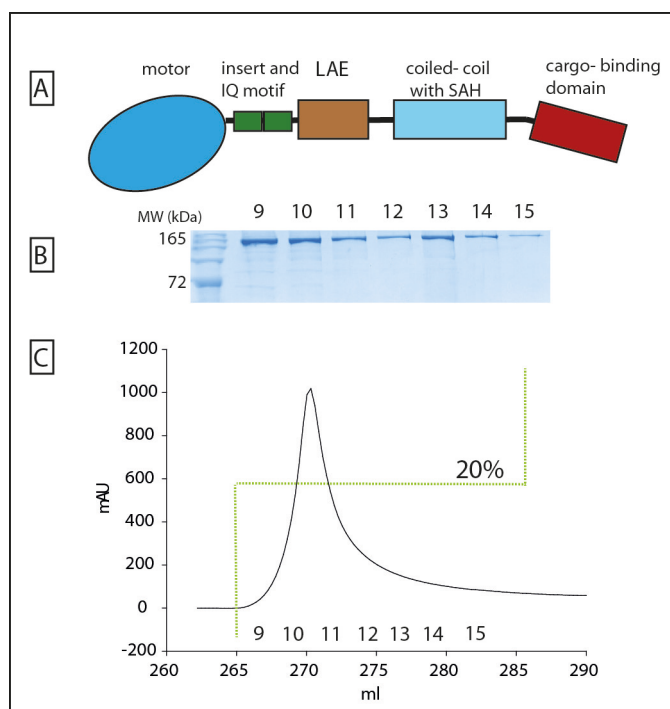 A
motor
insert and
IQ motif
LAE
coiled- coil
with SAH
cargo- binding
domain
B
MW (kDa)
9 10 11 12 13 14 15
165
72
C
1200
1000
800
600
400
200
0
-200
mAU
20%
9 10 11 12 13 14 15
260 265 270 275 280 285 290
ml